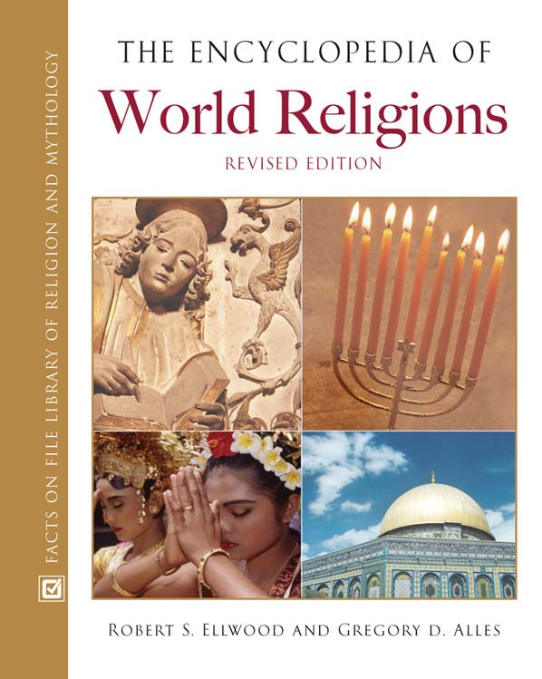 THE ENCYCLOPEDIA OF
World Religions
REVISED EDITION
FACTS ON FILE LIBRARY OF RELIGION AND MYTHOLOGY
ROBERT S. ELLWOOD AND GREGORY D. ALLES